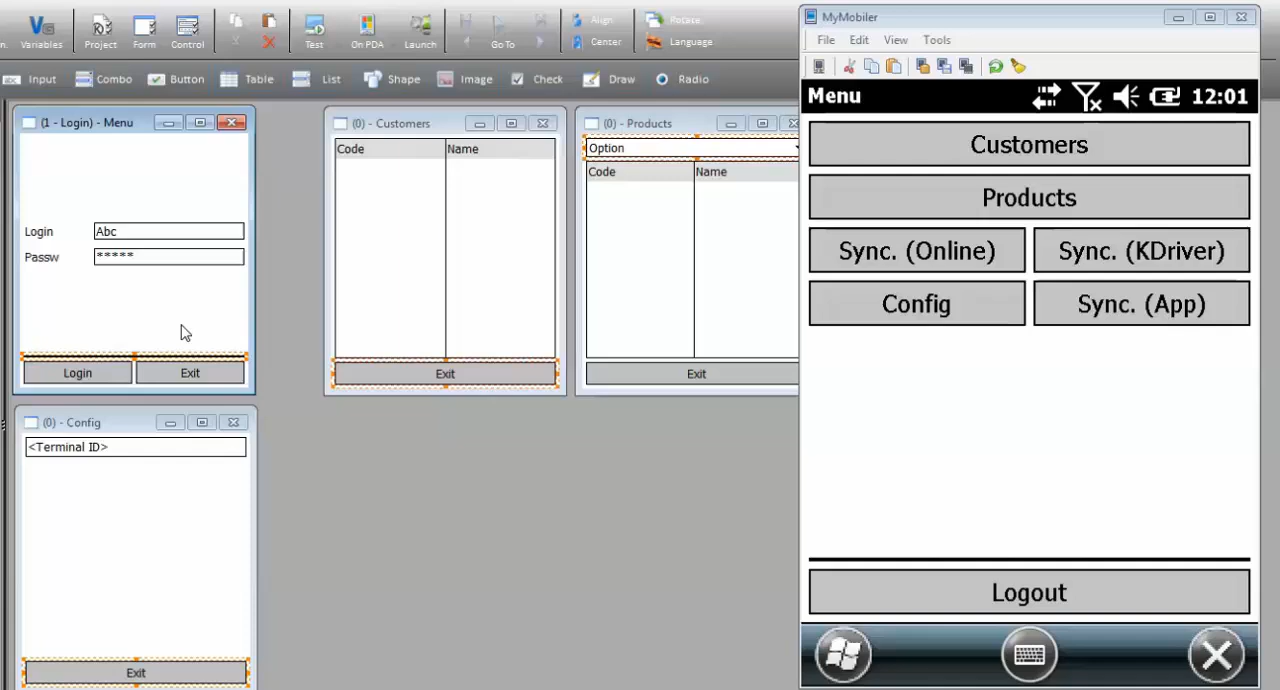 Variables
Project
Form
Control
Test
On PDA
Launch
Go To
Align
Center
Rotate
Language
Input
Combo
Button
Table
List
Shape
Image
Check
Draw
Radio
(1 - Login) - Menu
Login
Abc
Passw
*****
Login
Exit
(0) - Customers
Code
Name
Exit
(0) - Products
Option
Code
Name
Exit
(0) - Config
<Terminal ID>
Exit
MyMobiler
File
Edit
View
Tools
Menu
12:01
Customers
Products
Sync. (Online)
Sync. (KDriver)
Config
Sync. (App)
Logout